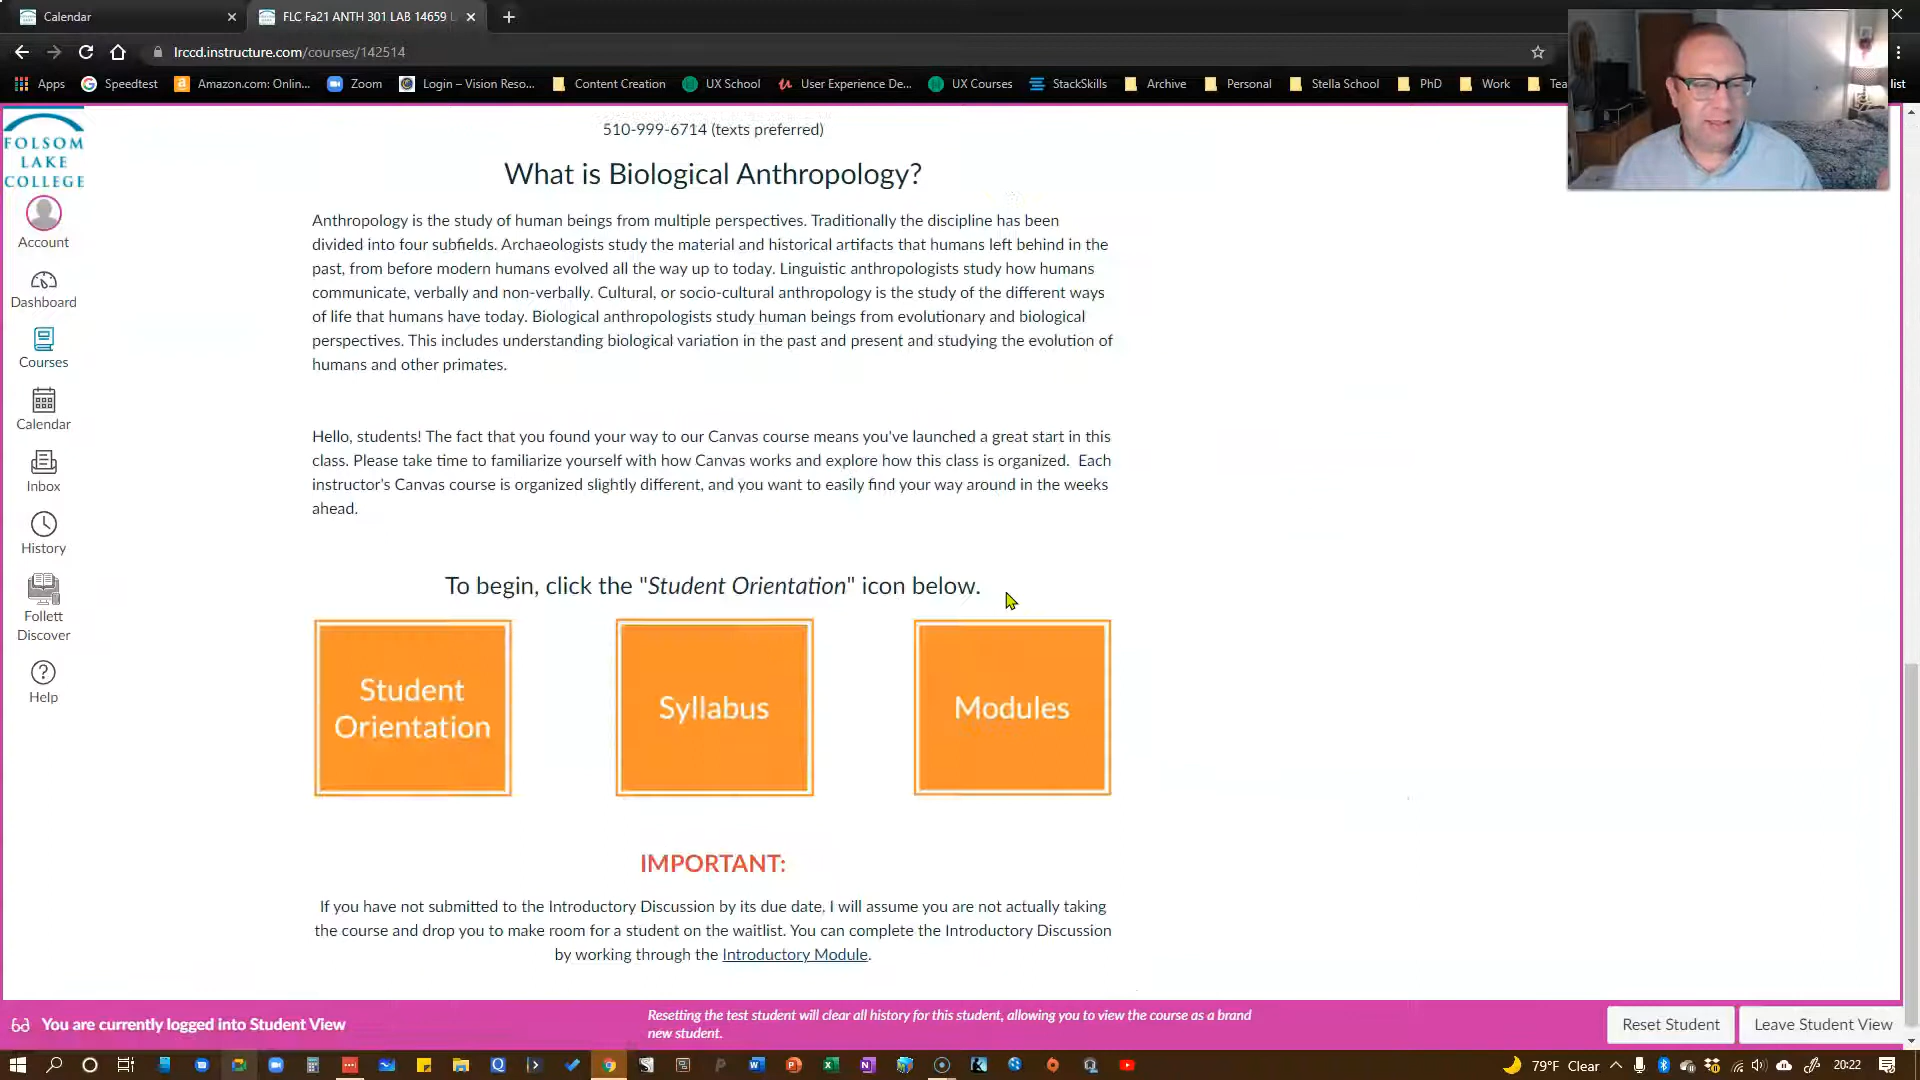 Calendar
FLC Fa21 ANTH 301 LAB 14659 L
lrccd.instructure.com/courses/142514
Apps
Speedtest
Amazon.com: Onlin...
Zoom
Login – Vision Reso...
Content Creation
UX School
User Experience De...
UX Courses
StackSkills
Archive
Personal
Stella School
PhD
Work
Tea
list
FOLSOM
LAKE
COLLEGE
Account
Dashboard
Courses
Calendar
Inbox
History
Follett
Discover
Help
510-999-6714 (texts preferred)
What is Biological Anthropology?
Anthropology is the study of human beings from multiple perspectives. Traditionally the discipline has been
divided into four subfields. Archaeologists study the material and historical artifacts that humans left behind in the
past, from before modern humans evolved all the way up to today. Linguistic anthropologists study how humans
communicate, verbally and non-verbally. Cultural, or socio-cultural anthropology is the study of the different ways
of life that humans have today. Biological anthropologists study human beings from evolutionary and biological
perspectives. This includes understanding biological variation in the past and present and studying the evolution of
humans and other primates.
Hello, students! The fact that you found your way to our Canvas course means you've launched a great start in this
class. Please take time to familiarize yourself with how Canvas works and explore how this class is organized.  Each
instructor's Canvas course is organized slightly different, and you want to easily find your way around in the weeks
ahead.
To begin, click the "Student Orientation" icon below.
Student
Orientation
Syllabus
Modules
IMPORTANT:
If you have not submitted to the Introductory Discussion by its due date, I will assume you are not actually taking
the course and drop you to make room for a student on the waitlist. You can complete the Introductory Discussion
by working through the Introductory Module.
You are currently logged into Student View
Resetting the test student will clear all history for this student, allowing you to view the course as a brand
new student.
Reset Student
Leave Student View
79°F Clear
20:22